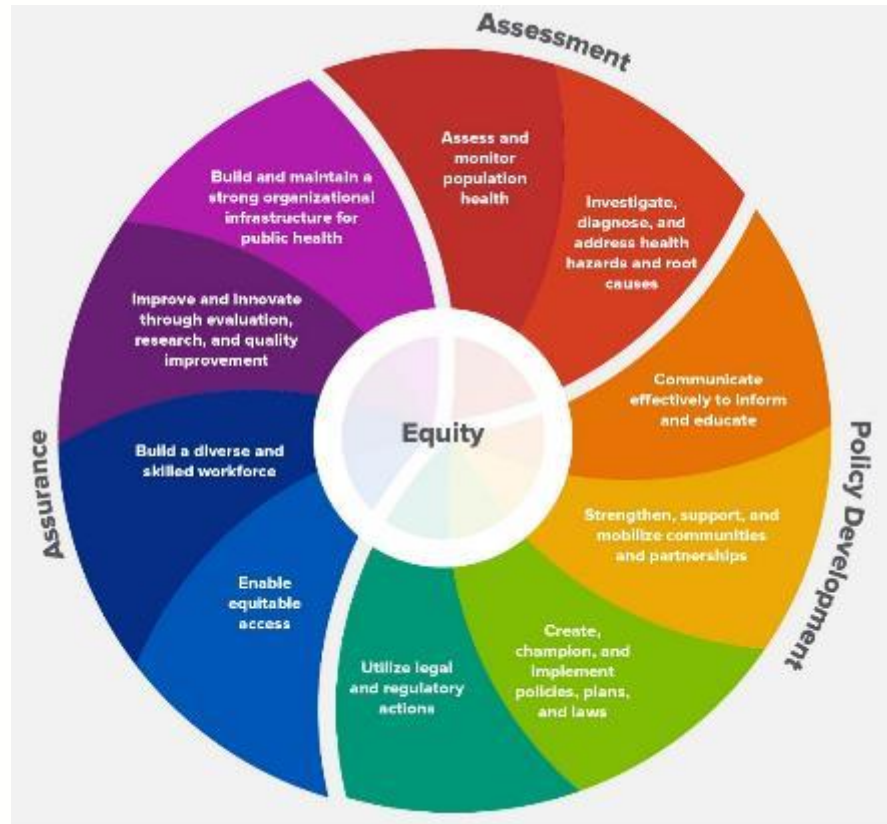 Assessment
Assess and
monitor
population
health
Investigate,
diagnose, and
address health
hazards and root
causes
Communicate
effectively to inform
and educate
Policy Development
Strengthen, support, and
mobilize communities
and partnerships
Create,
champion, and
implement
policies, plans,
and laws
Utilize legal
and regulatory
actions
Enable
equitable
access
Assurance
Build a diverse and
skilled workforce
Improve and innovate
through evaluation,
research, and quality
improvement
Build and maintain a
strong organizational
infrastructure for
public health
Equity